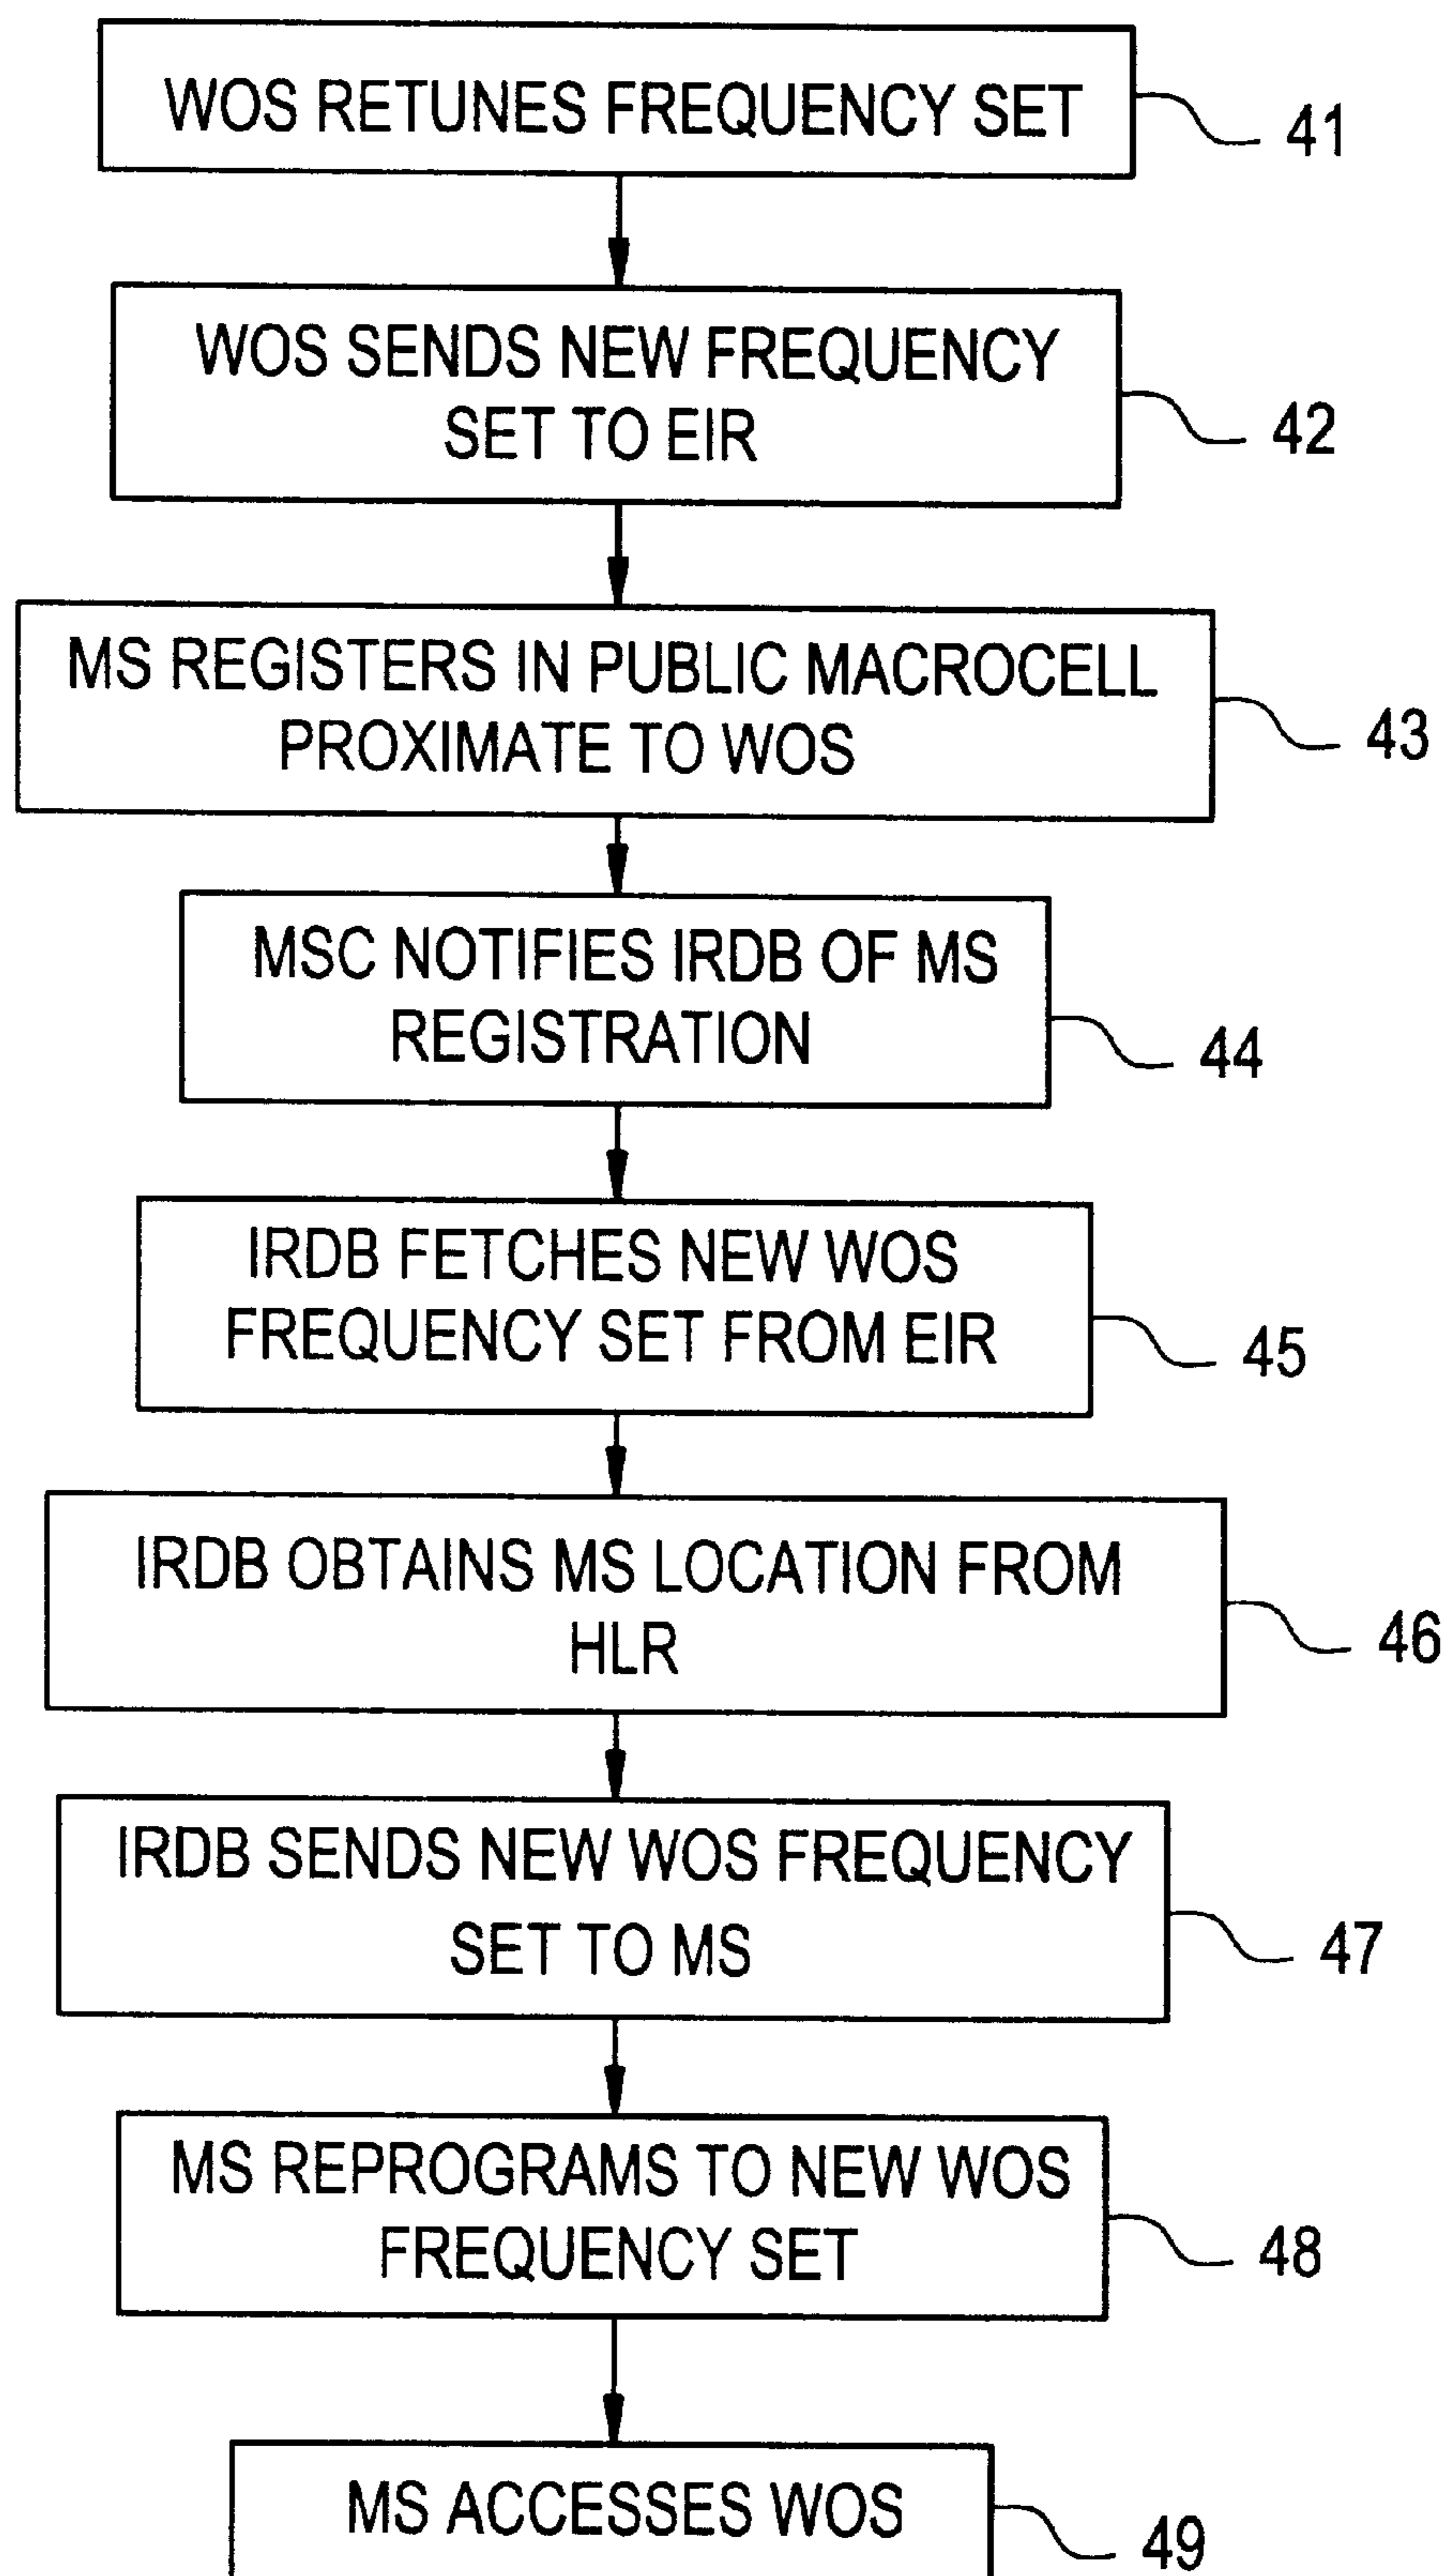 WOS RETUNES FREQUENCY SET
41
WOS SENDS NEW FREQUENCY
SET TO EIR
42
MS REGISTERS IN PUBLIC MACROCELL
PROXIMATE TO WOS
43
MSC NOTIFIES IRDB OF MS
REGISTRATION
44
IRDB FETCHES NEW WOS
FREQUENCY SET FROM EIR
45
IRDB OBTAINS MS LOCATION FROM
HLR
46
IRDB SENDS NEW WOS FREQUENCY
SET TO MS
47
MS REPROGRAMS TO NEW WOS
FREQUENCY SET
48
MS ACCESSES WOS
49